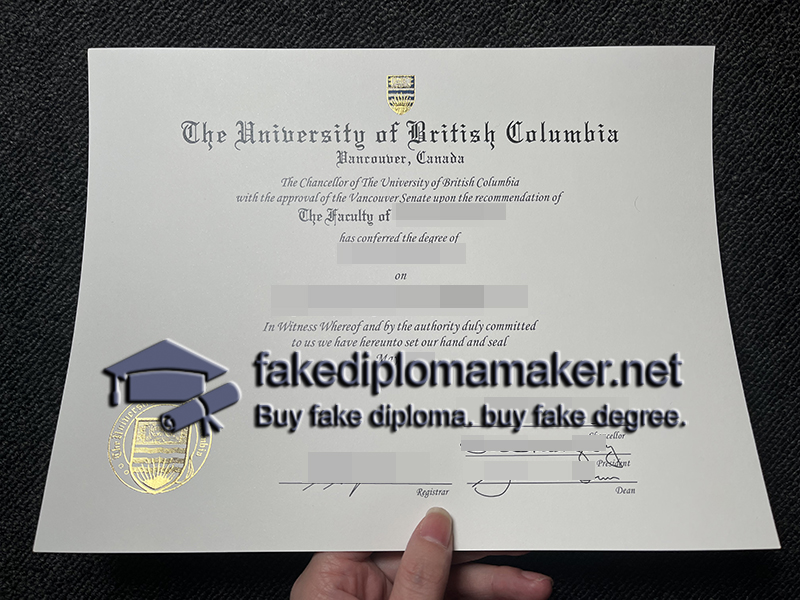 The University of British Columbia
Vancouver, Canada
The Chancellor of The University of British Columbia
with the approval of the Vancouver Senate upon the recommendation of
The Faculty of
has conferred the degree of
on
In Witness Whereof and by the authority duly committed
to us we have hereunto set our hand and seal
May
fakediplomamaker.net
Buy fake diploma. buy fake degree.
Chancellor
President
Registrar
Dean